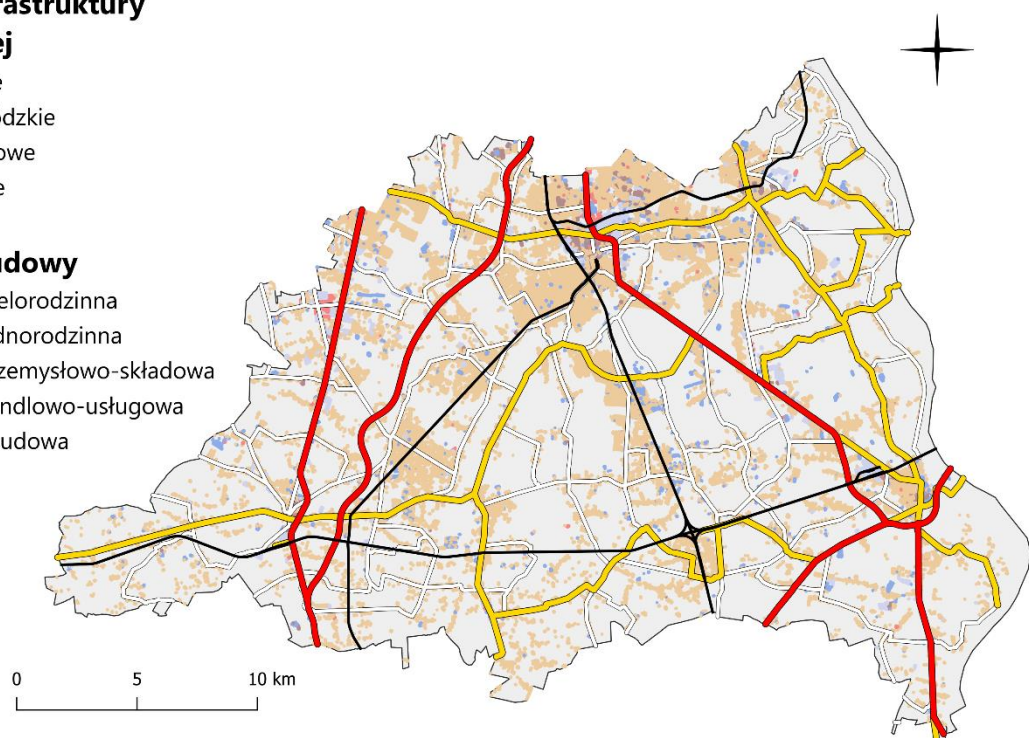 rastruktury
ej
e
odzkie
owe
e
udowy
elorodzinna
dnorodzinna
zemysłowo-składowa
ndlowo-usługowa
udowa
0 5 10 km